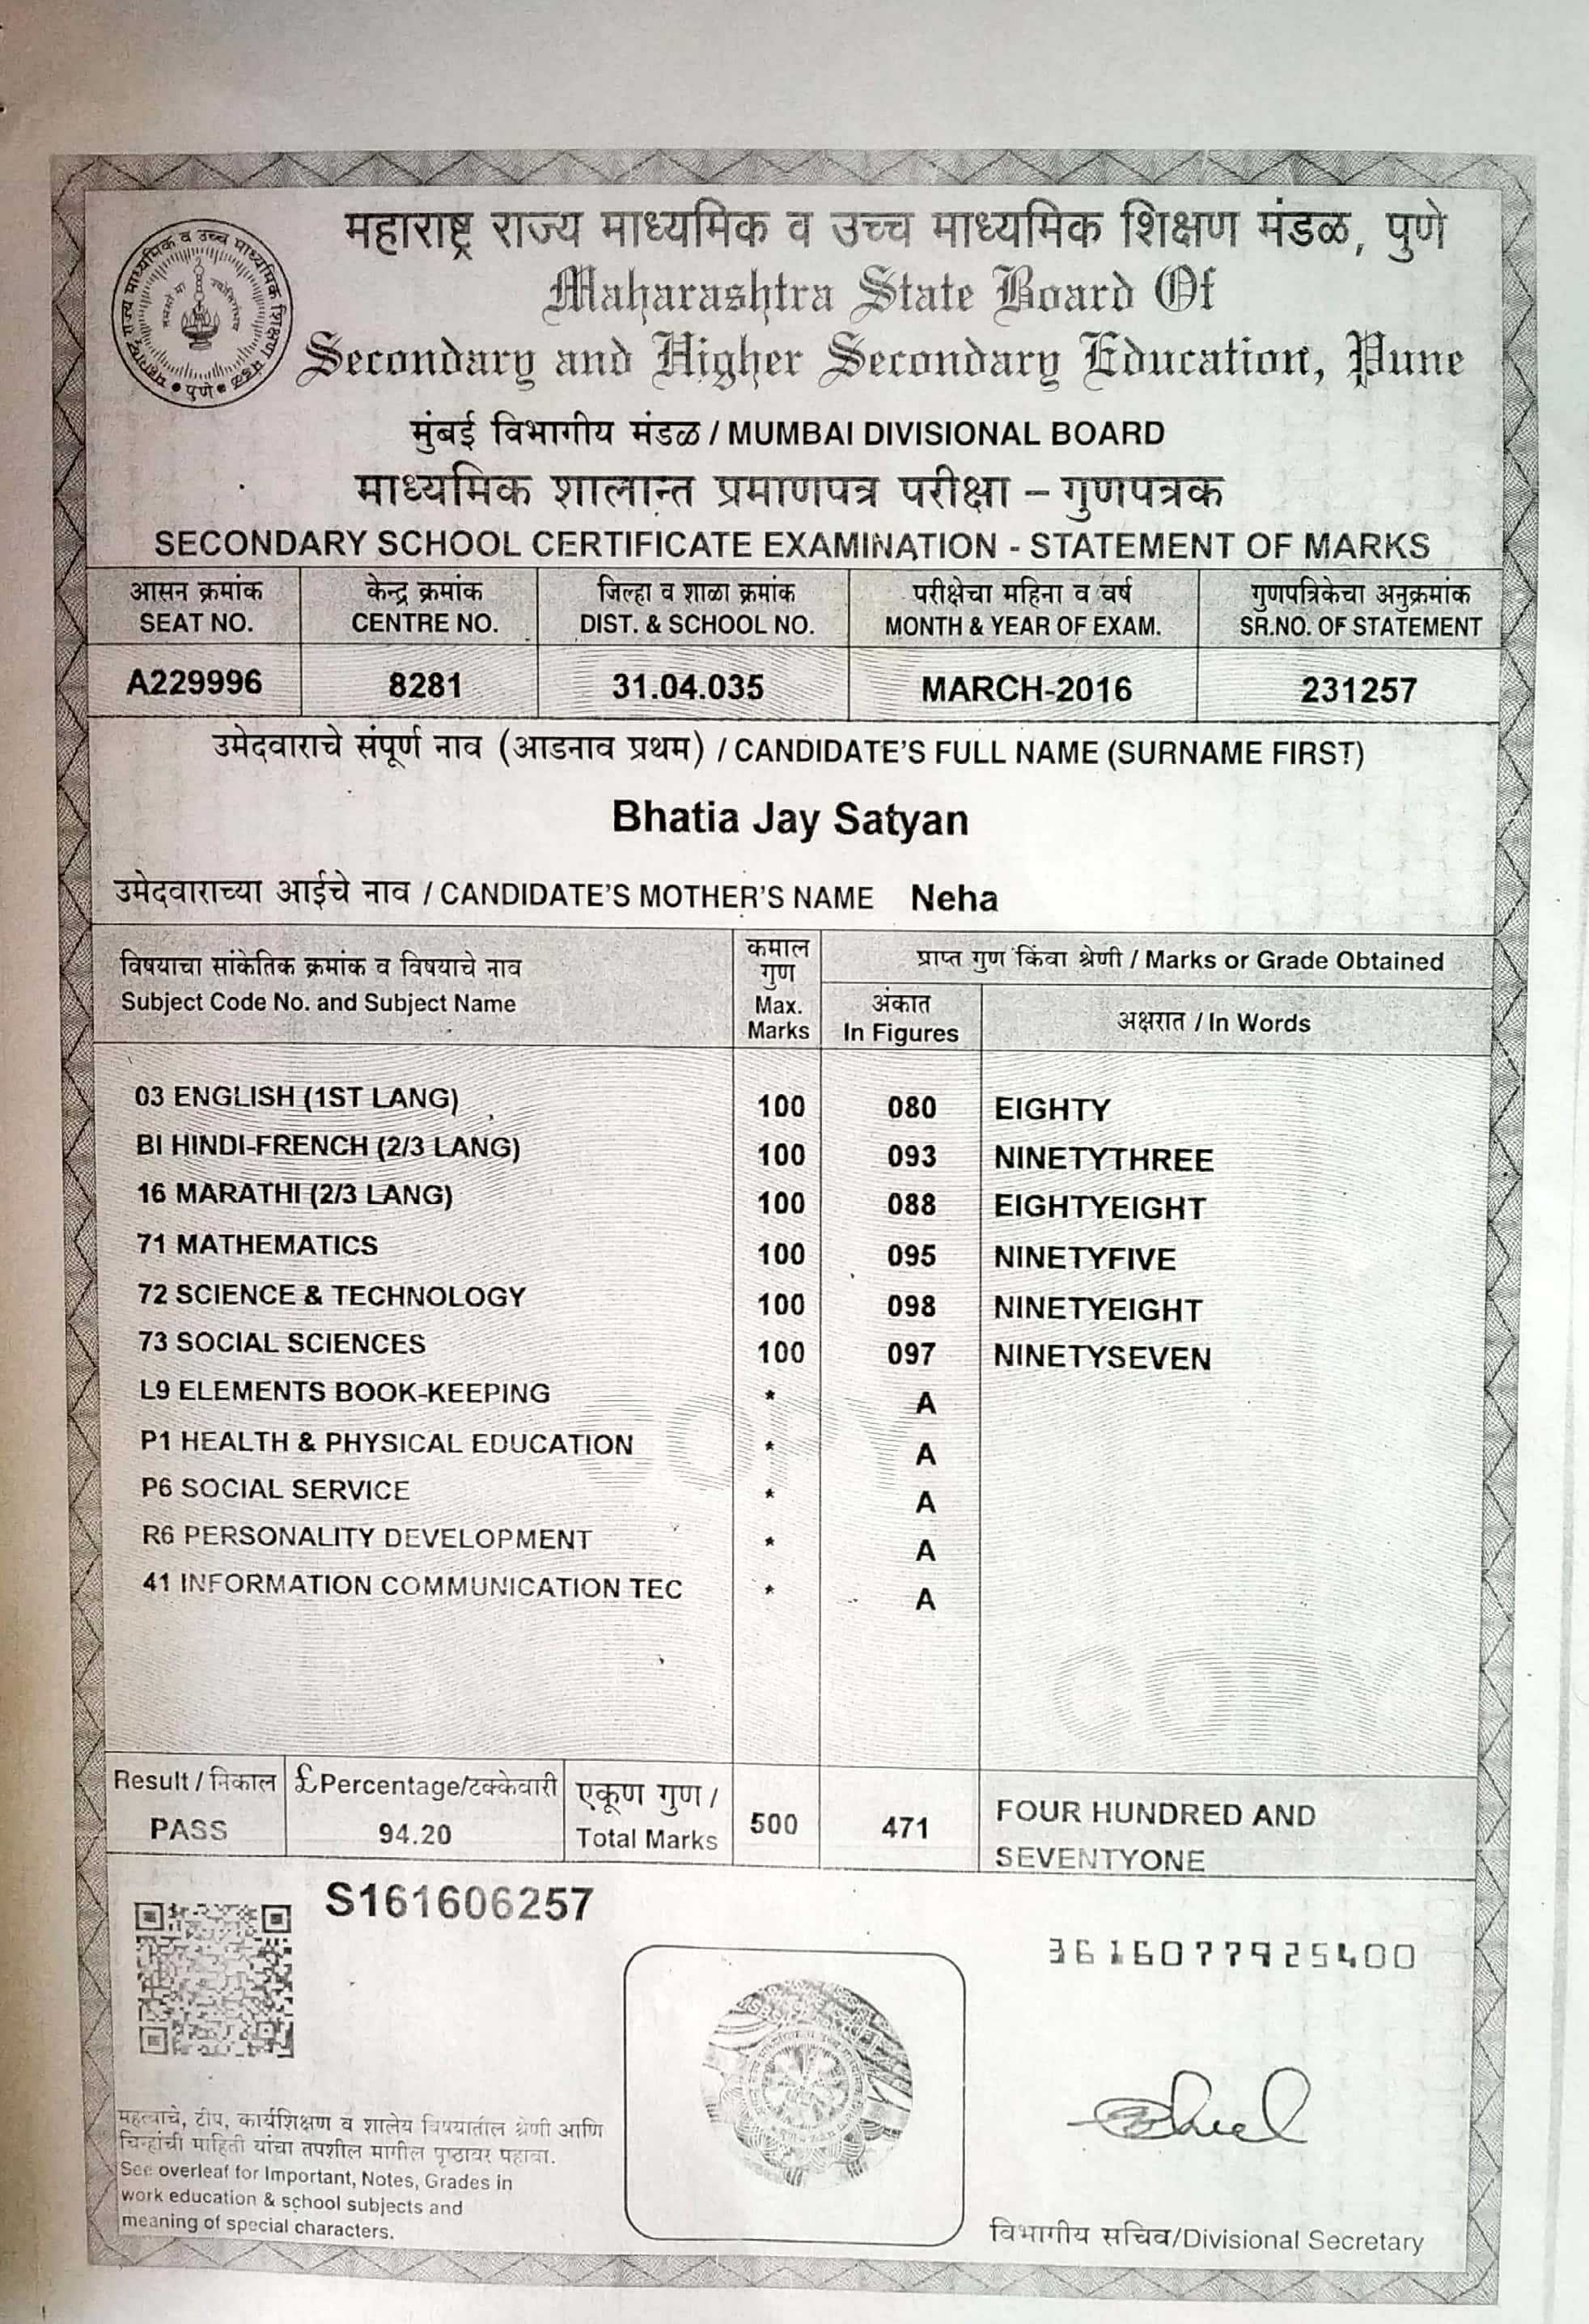 महाराष्ट्र राज्य माध्यमिक व उच्च माध्यमिक शिक्षण मंडळ, पुणे
Maharashtra State Board Of
Secondary and Higher Secondary Education, Pune
मुंबई विभागीय मंडळ / MUMBAI DIVISIONAL BOARD
माध्यमिक शालान्त प्रमाणपत्र परीक्षा – गुणपत्रक
SECONDARY SCHOOL CERTIFICATE EXAMINATION - STATEMENT OF MARKS
आसन क्रमांक केन्द्र क्रमांक जिल्हा व शाळा क्रमांक परीक्षेचा महिना व वर्ष गुणपत्रिकेचा अनुक्रमांक
SEAT NO. CENTRE NO. DIST. & SCHOOL NO. MONTH & YEAR OF EXAM. SR.NO. OF STATEMENT
A229996 8281 31.04.035 MARCH-2016 231257
उमेदवाराचे संपूर्ण नाव (आडनाव प्रथम) / CANDIDATE'S FULL NAME (SURNAME FIRST)
Bhatia Jay Satyan
उमेदवाराच्या आईचे नाव / CANDIDATE'S MOTHER'S NAME Neha
विषयाचा सांकेतिक क्रमांक व विषयाचे नाव कमाल गुण प्राप्त गुण किंवा श्रेणी / Marks or Grade Obtained
Subject Code No. and Subject Name Max. Marks अंकात In Figures अक्षरात / In Words
03 ENGLISH (1ST LANG) 100 080 EIGHTY
BI HINDI-FRENCH (2/3 LANG) 100 093 NINETYTHREE
16 MARATHI (2/3 LANG) 100 088 EIGHTYEIGHT
71 MATHEMATICS 100 095 NINETYFIVE
72 SCIENCE & TECHNOLOGY 100 098 NINETYEIGHT
73 SOCIAL SCIENCES 100 097 NINETYSEVEN
L9 ELEMENTS BOOK-KEEPING * A
P1 HEALTH & PHYSICAL EDUCATION * A
P6 SOCIAL SERVICE * A
R6 PERSONALITY DEVELOPMENT * A
41 INFORMATION COMMUNICATION TEC * A
COPY
COPY
Result / निकाल £Percentage/टक्केवारी एकूण गुण / 500 471 FOUR HUNDRED AND
PASS 94.20 Total Marks SEVENTYONE
S161606257
3616077925400
महत्वाचे, टीप, कार्यशिक्षण व शालेय विषयातील श्रेणी आणि
चिन्हांची माहिती यांचा तपशील मागील पृष्ठावर पहावा.
See overleaf for Important, Notes, Grades in
work education & school subjects and
meaning of special characters.
विभागीय सचिव/Divisional Secretary